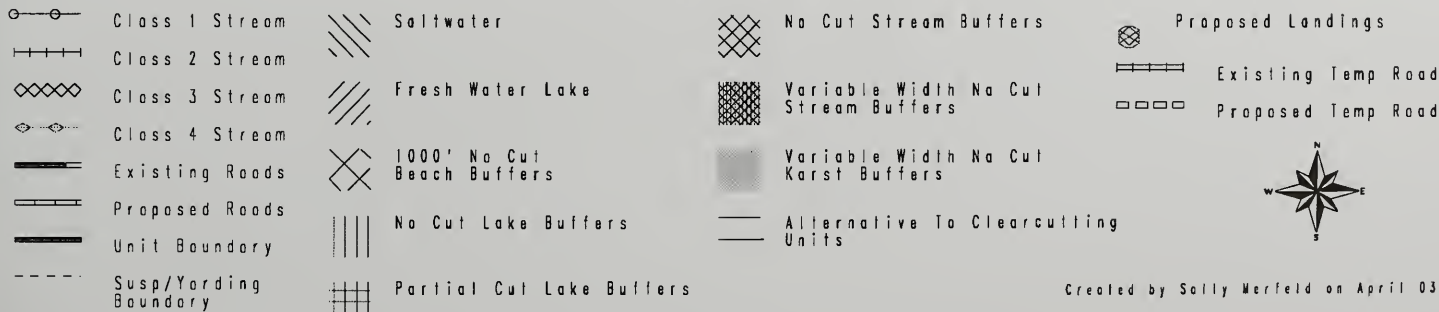 Class 1 Stream
Class 2 Stream
Class 3 Stream
Class 4 Stream
Existing Roads
Proposed Roads
Unit Boundary
Susp/Yarding
Boundary
Saltwater
Fresh Water Lake
1000' No Cut
Beach Buffers
No Cut Lake Buffers
Partial Cut Lake Buffers
No Cut Stream Buffers
Variable Width No Cut
Stream Buffers
Variable Width No Cut
Karst Buffers
Alternative To Clearcutting
Units
Proposed Landings
Existing Temp Road
Proposed Temp Road
N
W E
S
Created by Sally Merfeld on April 03